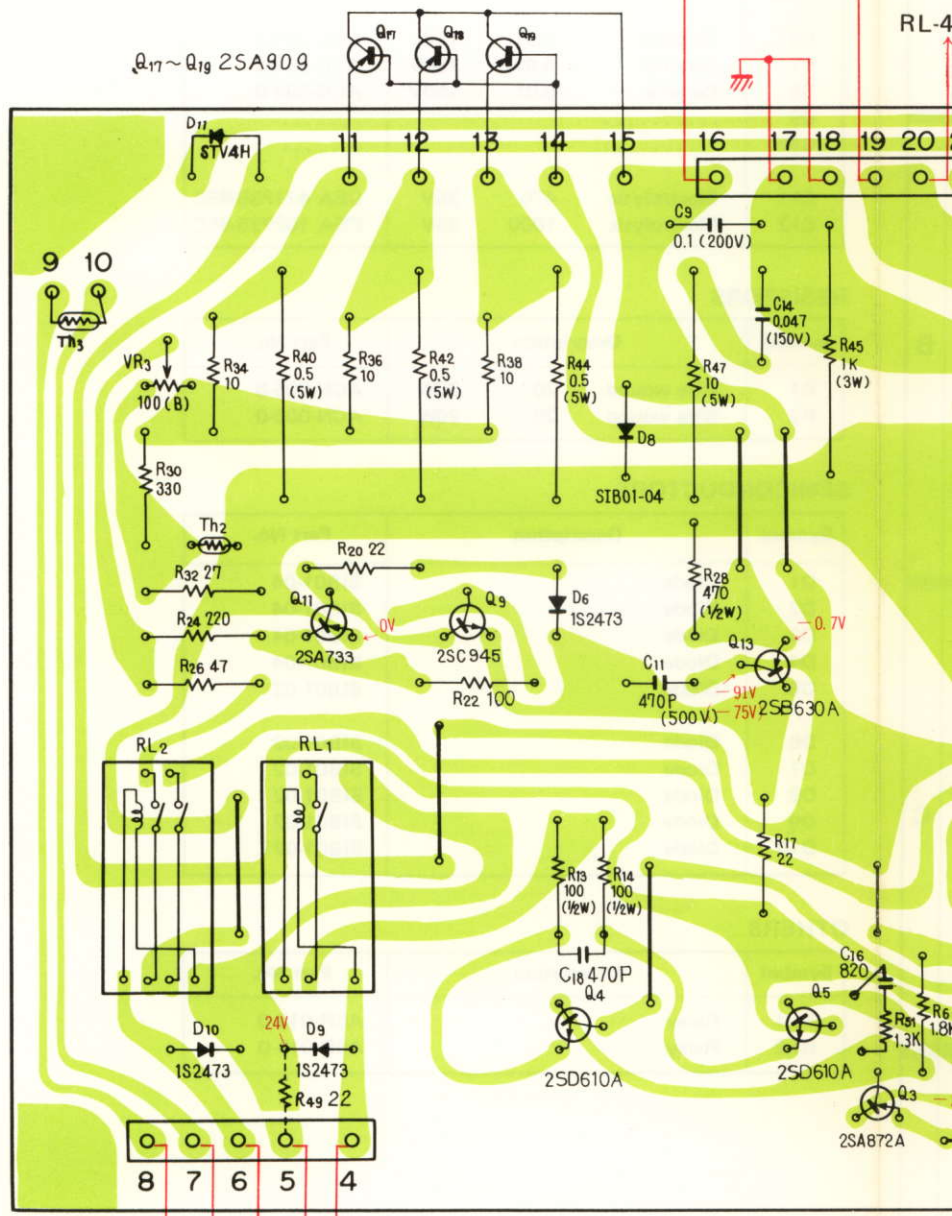 RL-4
Q17 Q18 Q19
Q17~Q19 2SA909
D11
STV4H
11 12 13 14 15 16 17 18 19 20
C9
0.1 (200V)
9 10
Th3
C14
0.047
(150V)
VR3
100 (B)
R34
10
R40
0.5
(5W)
R36
10
R42
0.5
(5W)
R38
10
R44
0.5
(5W)
R47
10
(5W)
R45
1K
(3W)
D8
SIB01-04
R30
330
Th2
R20 22
R32 27
R28
470
(1/2W)
Q11
Q9
D6
1S2473
R24 220
0V
2SA733
2SC945
Q13
-0.7V
R26 47
R22 100
C11
470P
(500V)
-91V
-75V
2SB630A
RL2
RL1
R17
22
R13
100
(1/2W)
R14
100
(1/2W)
C18 470P
C16
820
Q4
Q5
R51
1.3K
R6
1.8K
D10
1S2473
24V
D9
1S2473
2SD610A
2SD610A
R49 22
Q3
2SA872A
8 7 6 5 4